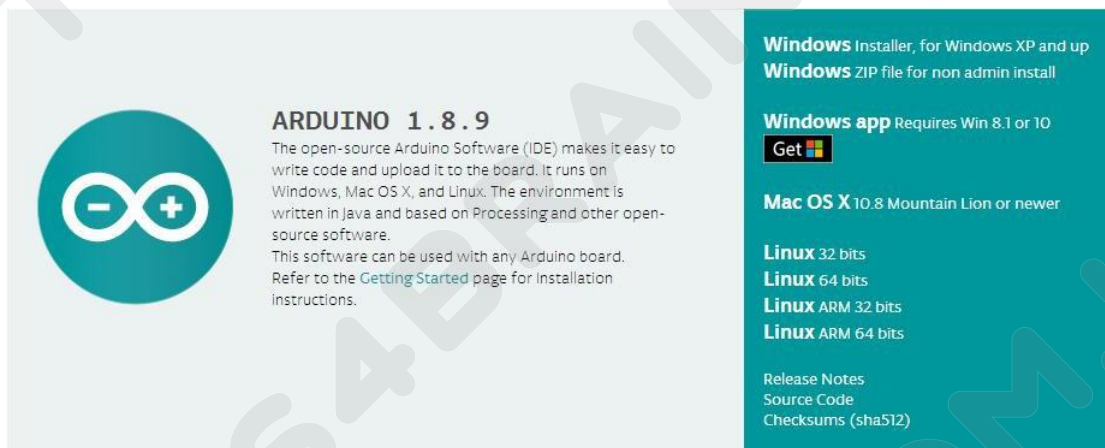 ARDUINO 1.8.9
The open-source Arduino Software (IDE) makes it easy to
write code and upload it to the board. It runs on
Windows, Mac OS X, and Linux. The environment is
written in Java and based on Processing and other open-
source software.
This software can be used with any Arduino board.
Refer to the Getting Started page for Installation
instructions.
Windows Installer, for Windows XP and up
Windows ZIP file for non admin install
Windows app Requires Win 8.1 or 10
Get
Mac OS X 10.8 Mountain Lion or newer
Linux 32 bits
Linux 64 bits
Linux ARM 32 bits
Linux ARM 64 bits
Release Notes
Source Code
Checksums (sha512)